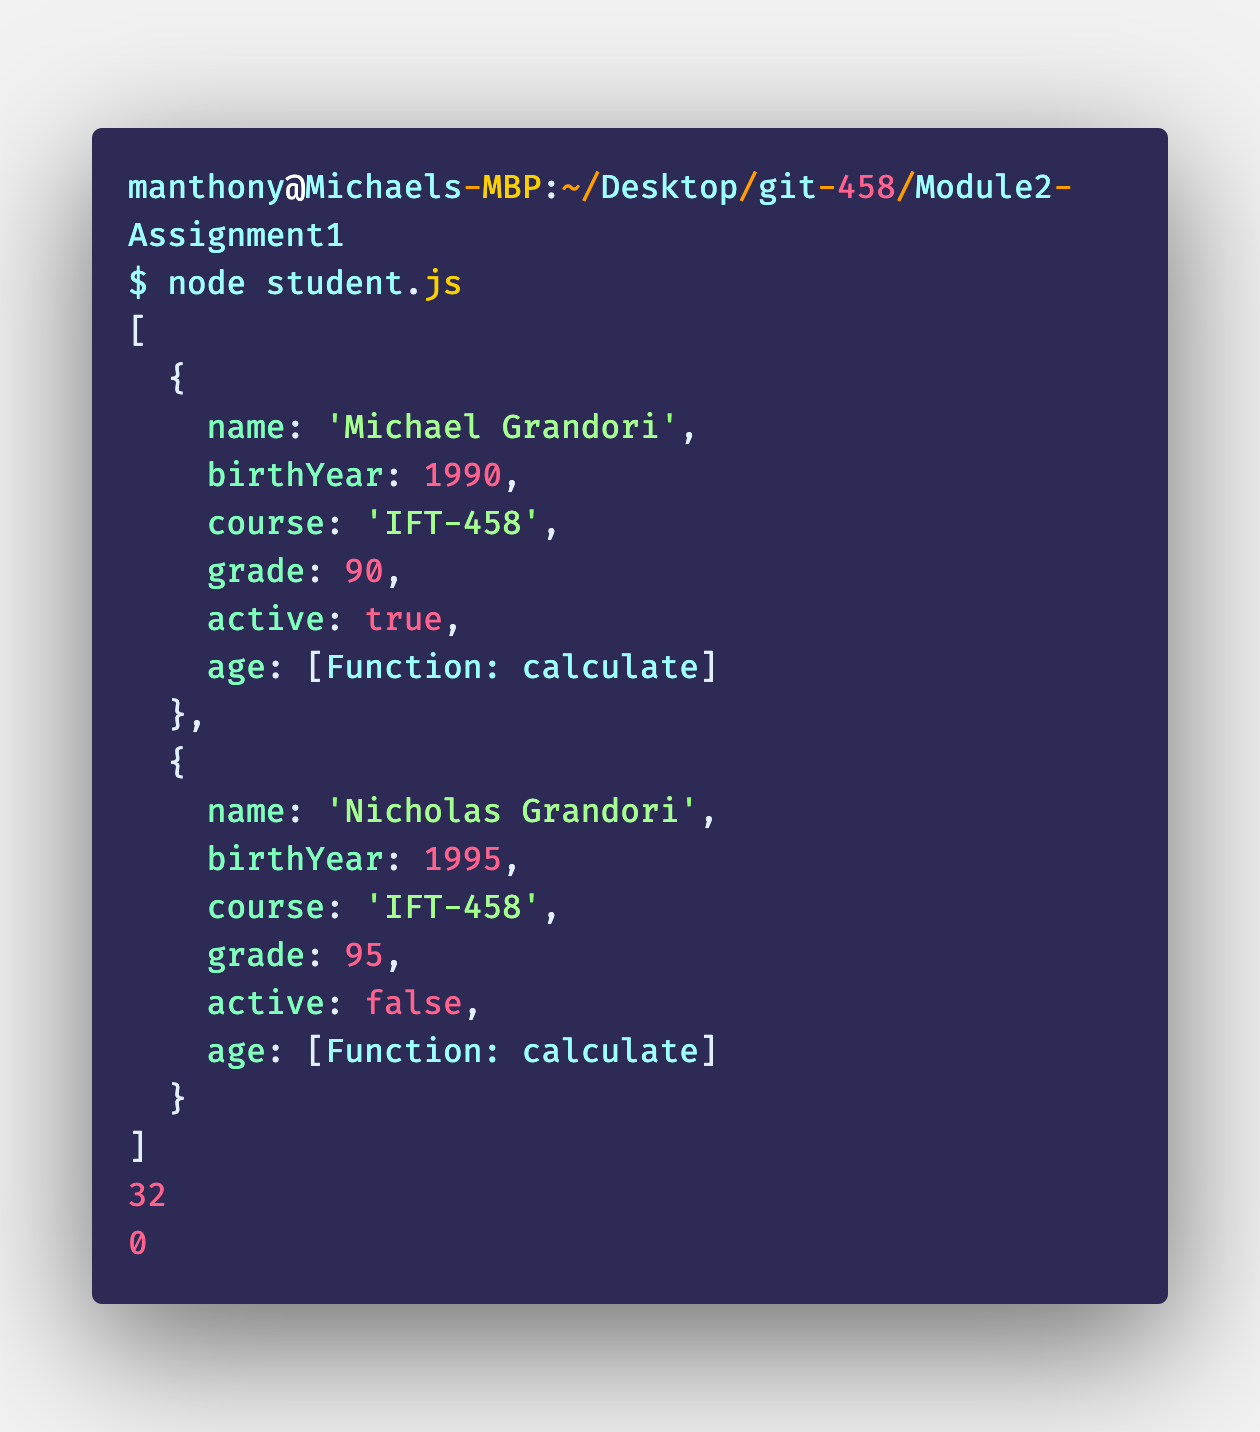 manthony@Michaels-MBP:~/Desktop/git-458/Module2-
Assignment1
$ node student.js
[
  {
    name: 'Michael Grandori',
    birthYear: 1990,
    course: 'IFT-458',
    grade: 90,
    active: true,
    age: [Function: calculate]
  },
  {
    name: 'Nicholas Grandori',
    birthYear: 1995,
    course: 'IFT-458',
    grade: 95,
    active: false,
    age: [Function: calculate]
  }
]
32
0